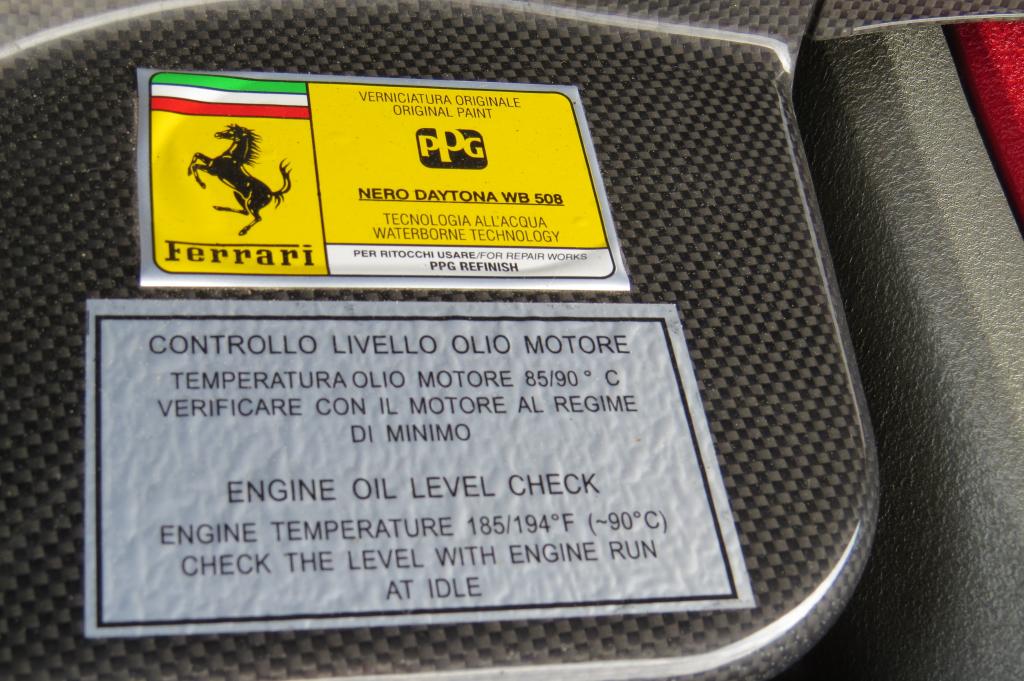 VERNICIATURA ORIGINALE
ORIGINAL PAINT
PPG
NERO DAYTONA WB 508
TECNOLOGIA ALL'ACQUA
WATERBORNE TECHNOLOGY
Ferrari
PER RITOCCHI USARE/FOR REPAIR WORKS
PPG REFINISH
CONTROLLO LIVELLO OLIO MOTORE
TEMPERATURA OLIO MOTORE 85/90 ° C
VERIFICARE CON IL MOTORE AL REGIME
DI MINIMO
ENGINE OIL LEVEL CHECK
ENGINE TEMPERATURE 185/194°F (~90°C)
CHECK THE LEVEL WITH ENGINE RUN
AT IDLE